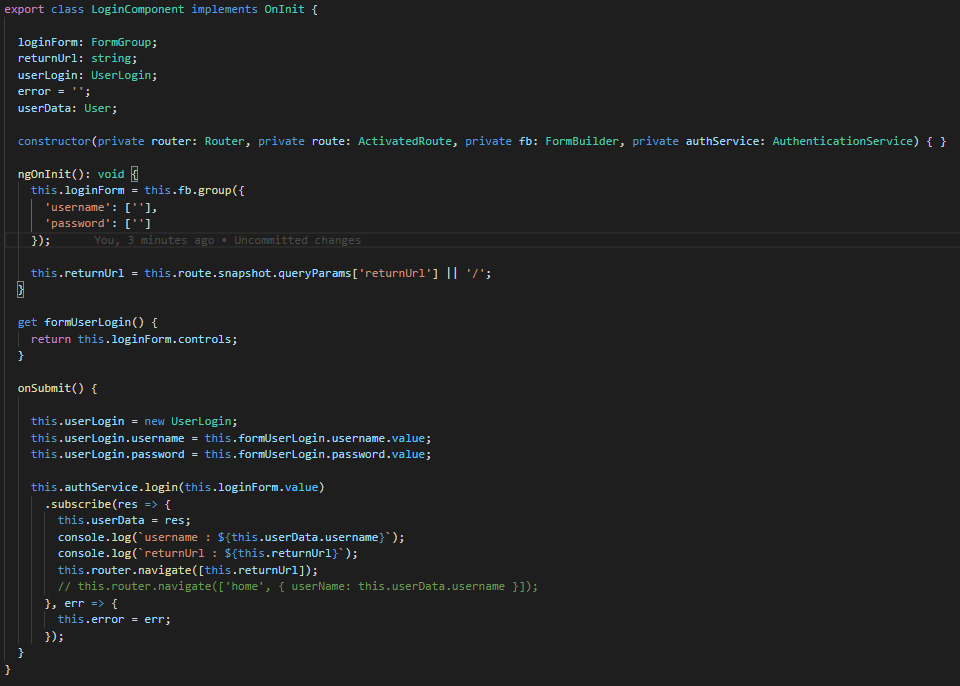 export class LoginComponent implements OnInit {
loginForm: FormGroup;
returnUrl: string;
userLogin: UserLogin;
error = '';
userData: User;
constructor(private router: Router, private route: ActivatedRoute, private fb: FormBuilder, private authService: AuthenticationService) { }
ngOnInit(): void {
this.loginForm = this.fb.group({
'username': [''],
'password': ['']
}); You, 3 minutes ago • Uncommitted changes
this.returnUrl = this.route.snapshot.queryParams['returnUrl'] || '/';
}
get formUserLogin() {
return this.loginForm.controls;
}
onSubmit() {
this.userLogin = new UserLogin;
this.userLogin.username = this.formUserLogin.username.value;
this.userLogin.password = this.formUserLogin.password.value;
this.authService.login(this.loginForm.value)
.subscribe(res => {
this.userData = res;
console.log(`username : ${this.userData.username}`);
console.log(`returnUrl : ${this.returnUrl}`);
this.router.navigate([this.returnUrl]);
// this.router.navigate(['home', { userName: this.userData.username }]);
}, err => {
this.error = err;
});
}
}